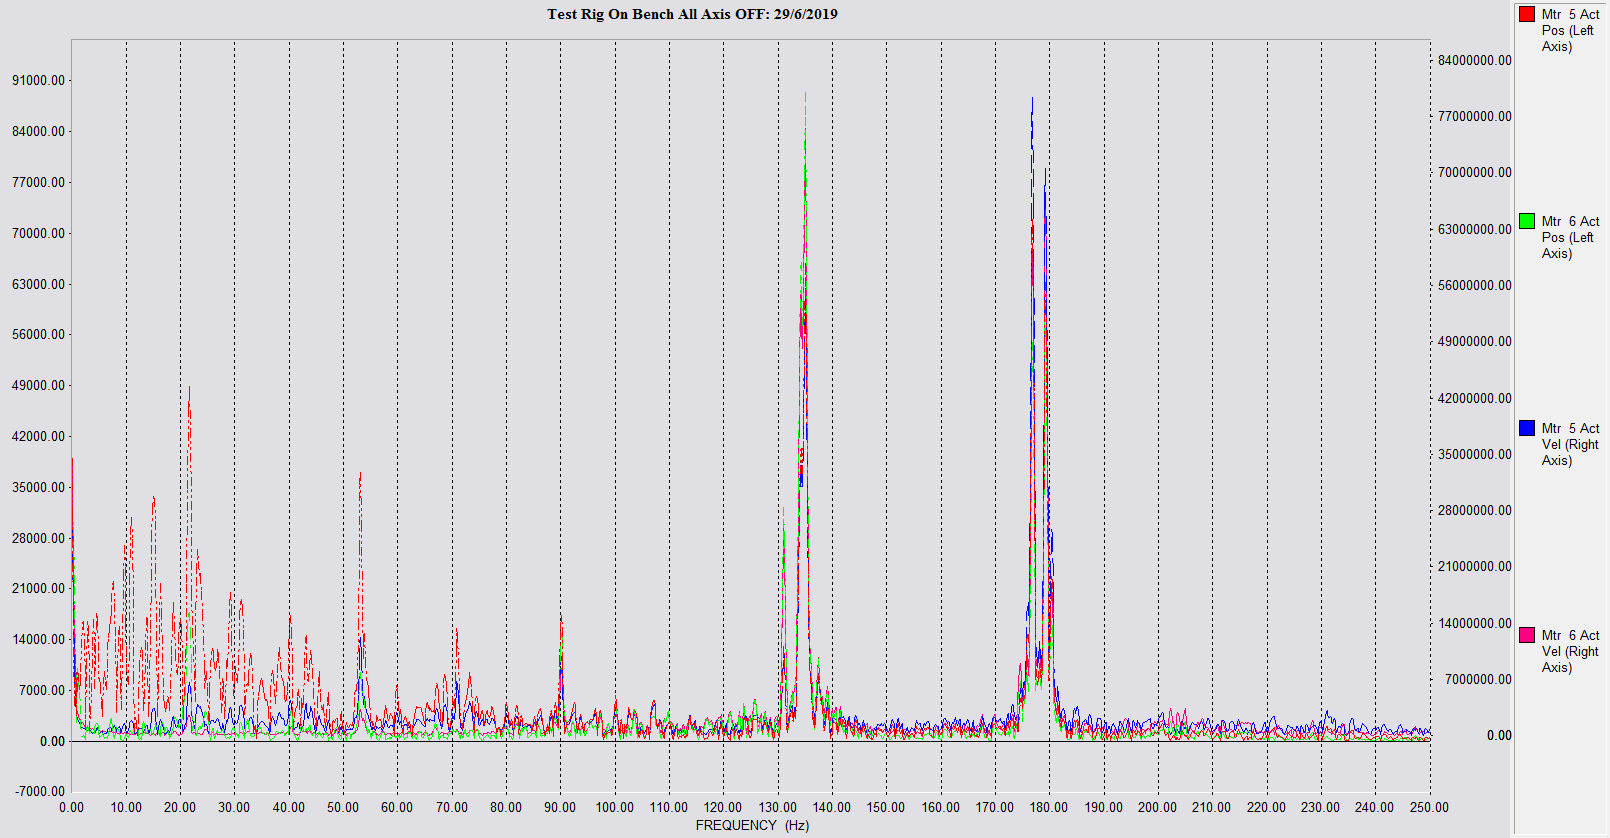 Test Rig On Bench All Axis OFF: 29/6/2019
91000.00
84000.00
77000.00
70000.00
63000.00
56000.00
49000.00
42000.00
35000.00
28000.00
21000.00
14000.00
7000.00
0.00
-7000.00
84000000.00
77000000.00
70000000.00
63000000.00
56000000.00
49000000.00
42000000.00
35000000.00
28000000.00
21000000.00
14000000.00
7000000.00
0.00
0.00 10.00 20.00 30.00 40.00 50.00 60.00 70.00 80.00 90.00 100.00 110.00 120.00 130.00 140.00 150.00 160.00 170.00 180.00 190.00 200.00 210.00 220.00 230.00 240.00 250.00
FREQUENCY (Hz)
Mtr 5 Act
Pos (Left
Axis)
Mtr 6 Act
Pos (Left
Axis)
Mtr 5 Act
Vel (Right
Axis)
Mtr 6 Act
Vel (Right
Axis)